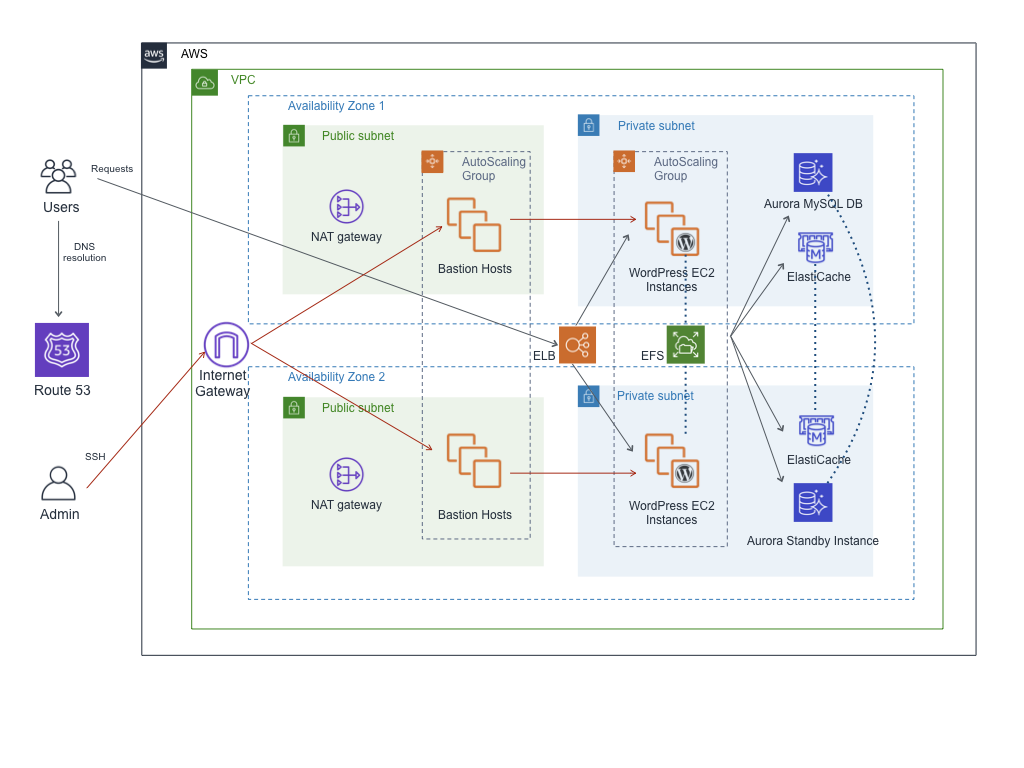 aws
AWS
VPC
Availability Zone 1
Public subnet
Private subnet
AutoScaling
Group
AutoScaling
Group
Requests
Users
DNS
resolution
NAT gateway
Bastion Hosts
WordPress EC2
Instances
Aurora MySQL DB
M
ElastiCache
53
Route 53
Internet
Gateway
ELB
EFS
Availability Zone 2
Public subnet
Private subnet
SSH
Admin
NAT gateway
Bastion Hosts
WordPress EC2
Instances
M
ElastiCache
Aurora Standby Instance